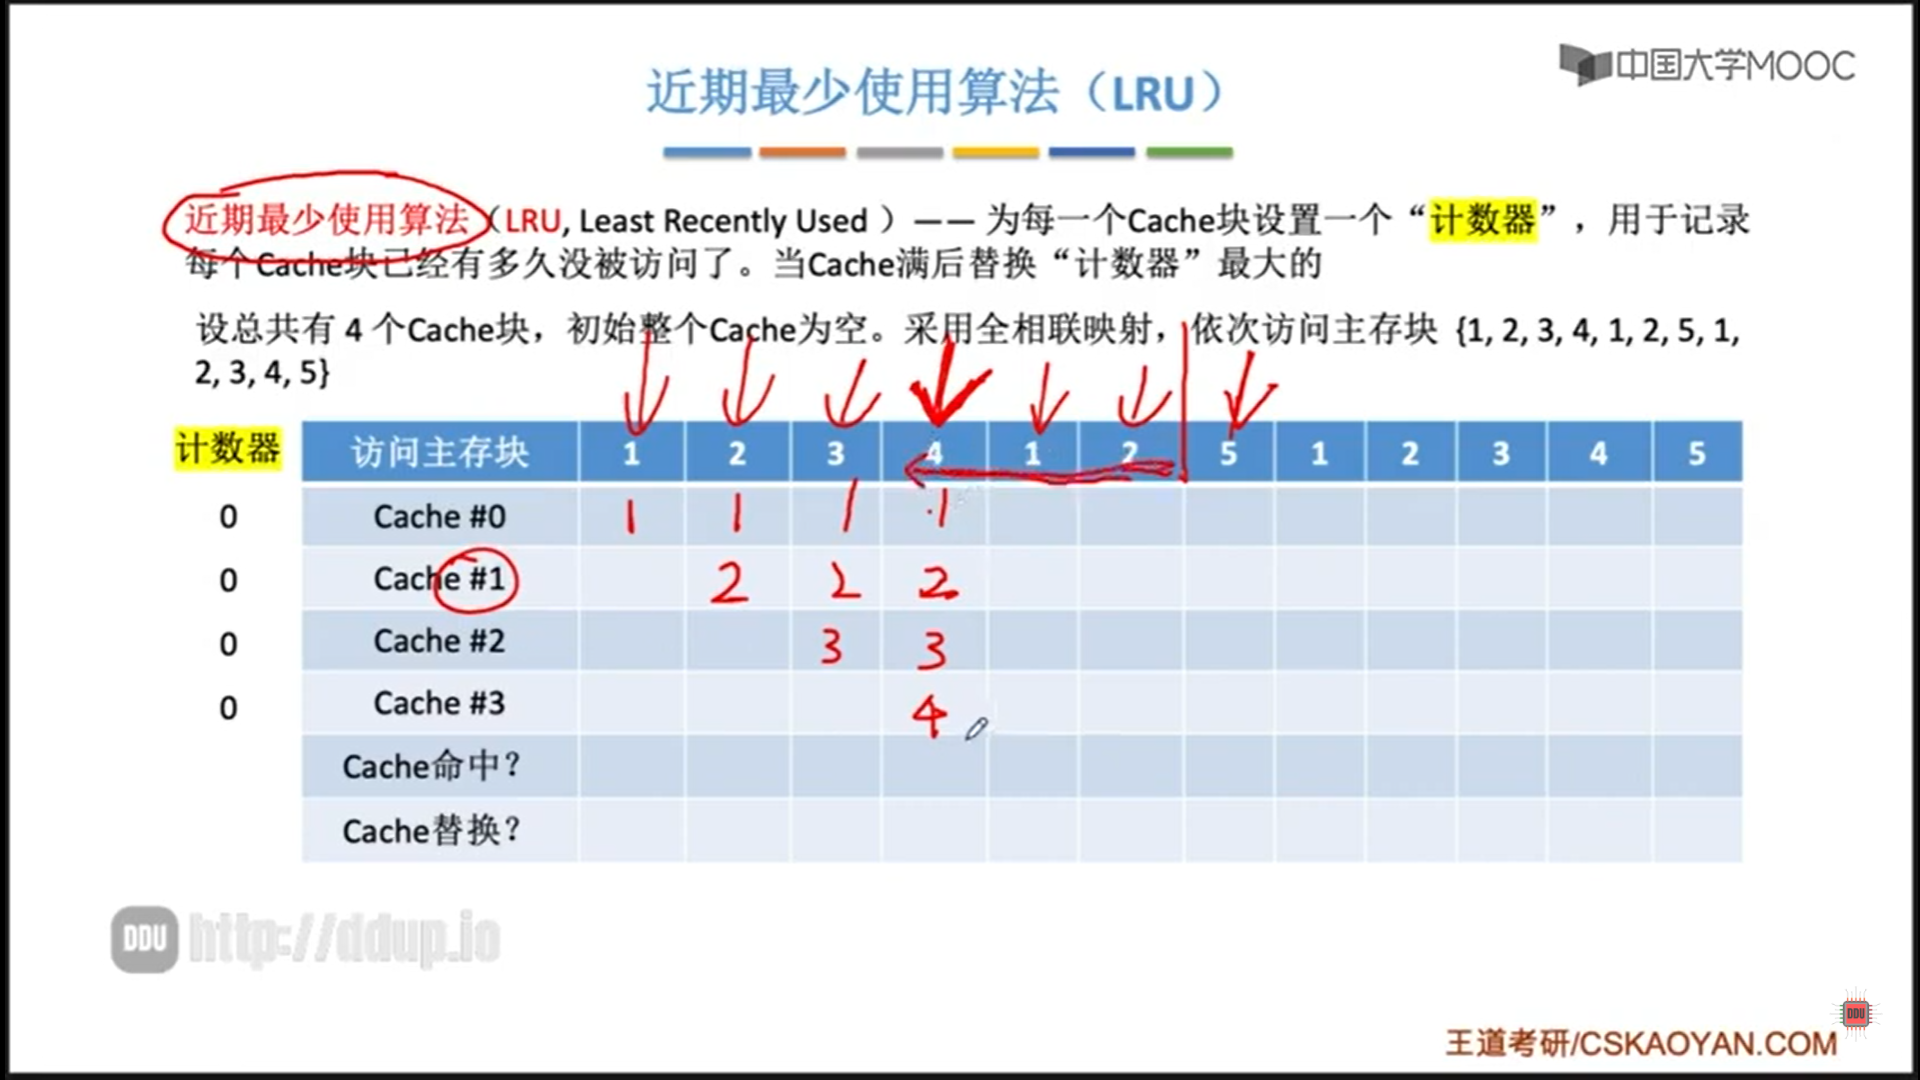 中国大学MOOC
近期最少使用算法（LRU）
近期最少使用算法（LRU, Least Recently Used ）—— 为每一个Cache块设置一个“计数器”，用于记录
每个Cache块已经有多久没被访问了。当Cache满后替换“计数器”最大的
设总共有 4 个Cache块，初始整个Cache为空。采用全相联映射，依次访问主存块 {1, 2, 3, 4, 1, 2, 5, 1,
2, 3, 4, 5}
计数器 访问主存块 1 2 3 4 1 2 5 1 2 3 4 5
0 Cache #0 1 1 1 1
0 Cache #1 2 2 2
0 Cache #2 3 3
0 Cache #3 4
Cache命中？
Cache替换？
DDU http://ddup.io
DDU
王道考研/CSKAOYAN.COM